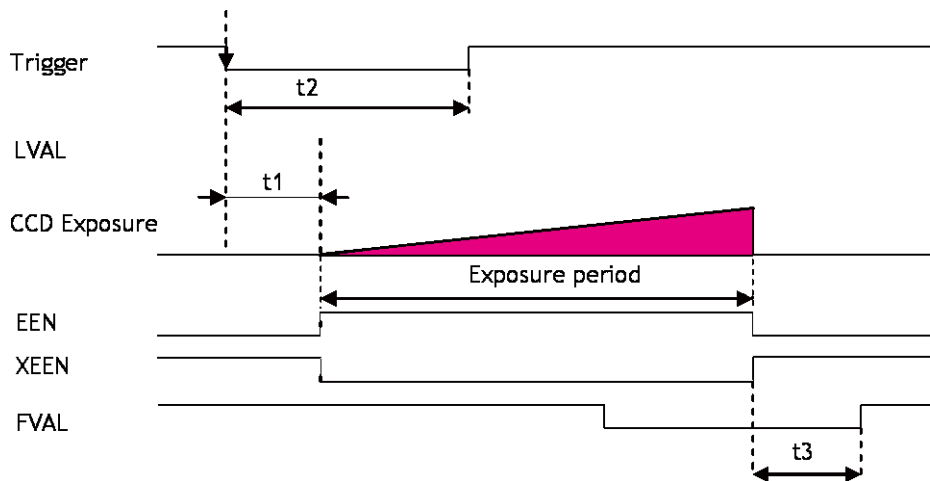 Trigger
t2
LVAL
t1
CCD Exposure
Exposure period
EEN
XEEN
FVAL
t3